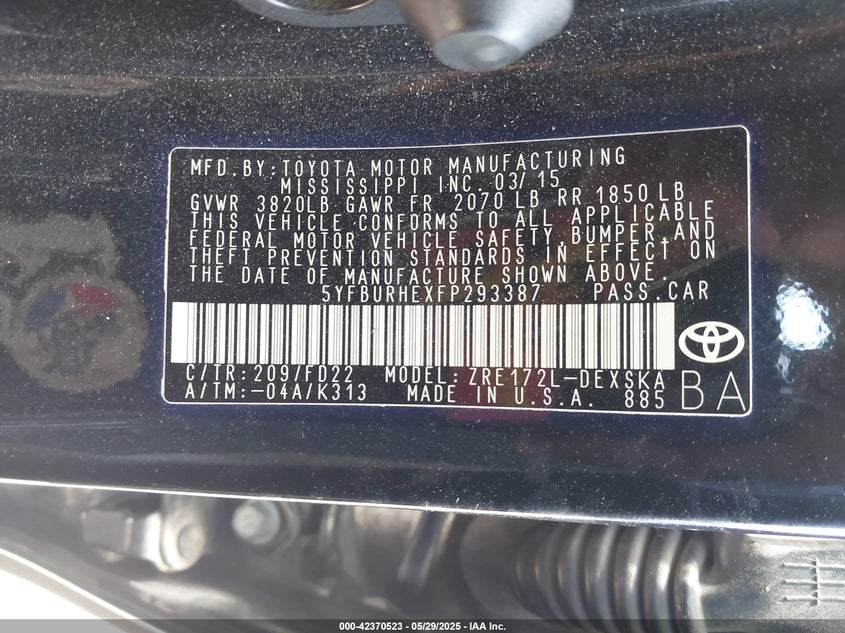 MFD.BY:TOYOTA MOTOR MANUFACTURING
MISSISSIPPI INC. 03/15
GVWR 3820LB GAWR FR 2070 LB RR 1850 LB
THIS VEHICLE CONFORMS TO ALL APPLICABLE
FEDERAL MOTOR VEHICLE SAFETY,BUMPER,AND
THEFT PREVENTION STANDARDS IN EFFECT ON
THE DATE OF MANUFACTURE SHOWN ABOVE.
5YFBURHEXFP293387 PASS.CAR
C/TR:209/FD22 MODEL:ZRE172L-DEXSKA
A/TM:-04A/K313 MADE IN U.S.A. 885 BA
000-42370523 — 05/29/2025 - IAA Inc.